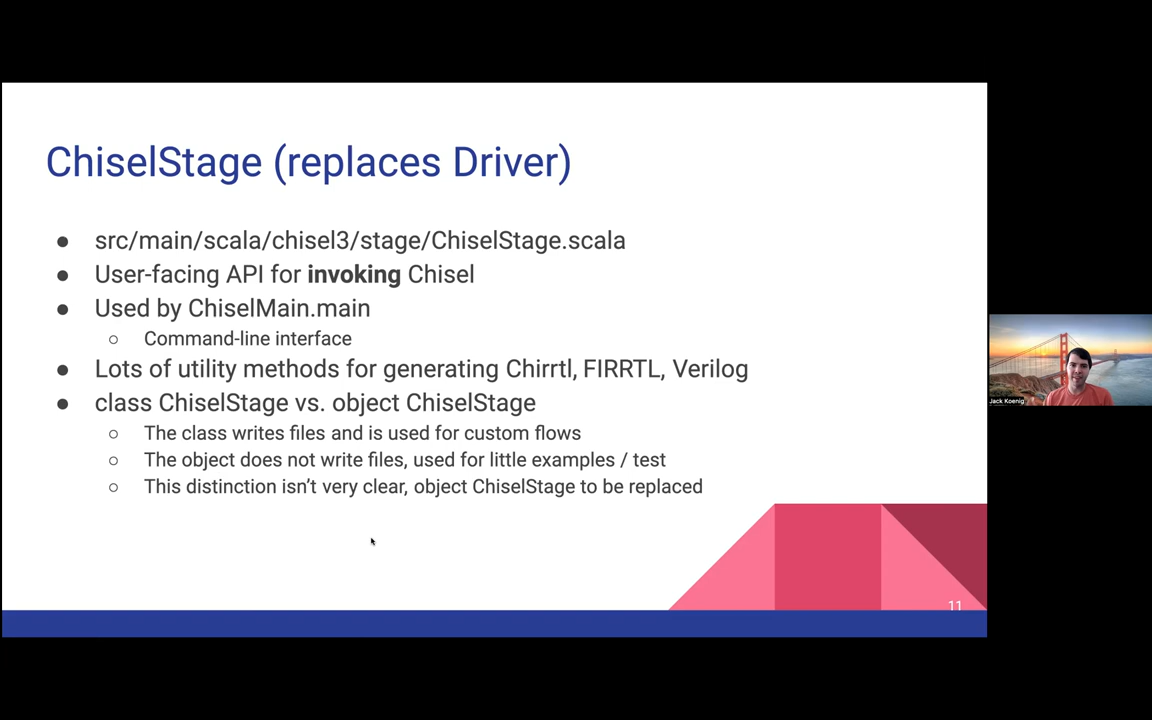 ChiselStage (replaces Driver)
● src/main/scala/chisel3/stage/ChiselStage.scala
● User-facing API for invoking Chisel
● Used by ChiselMain.main
○ Command-line interface
● Lots of utility methods for generating Chirrtl, FIRRTL, Verilog
● class ChiselStage vs. object ChiselStage
○ The class writes files and is used for custom flows
○ The object does not write files, used for little examples / test
○ This distinction isn’t very clear, object ChiselStage to be replaced
11
Jack Koenig